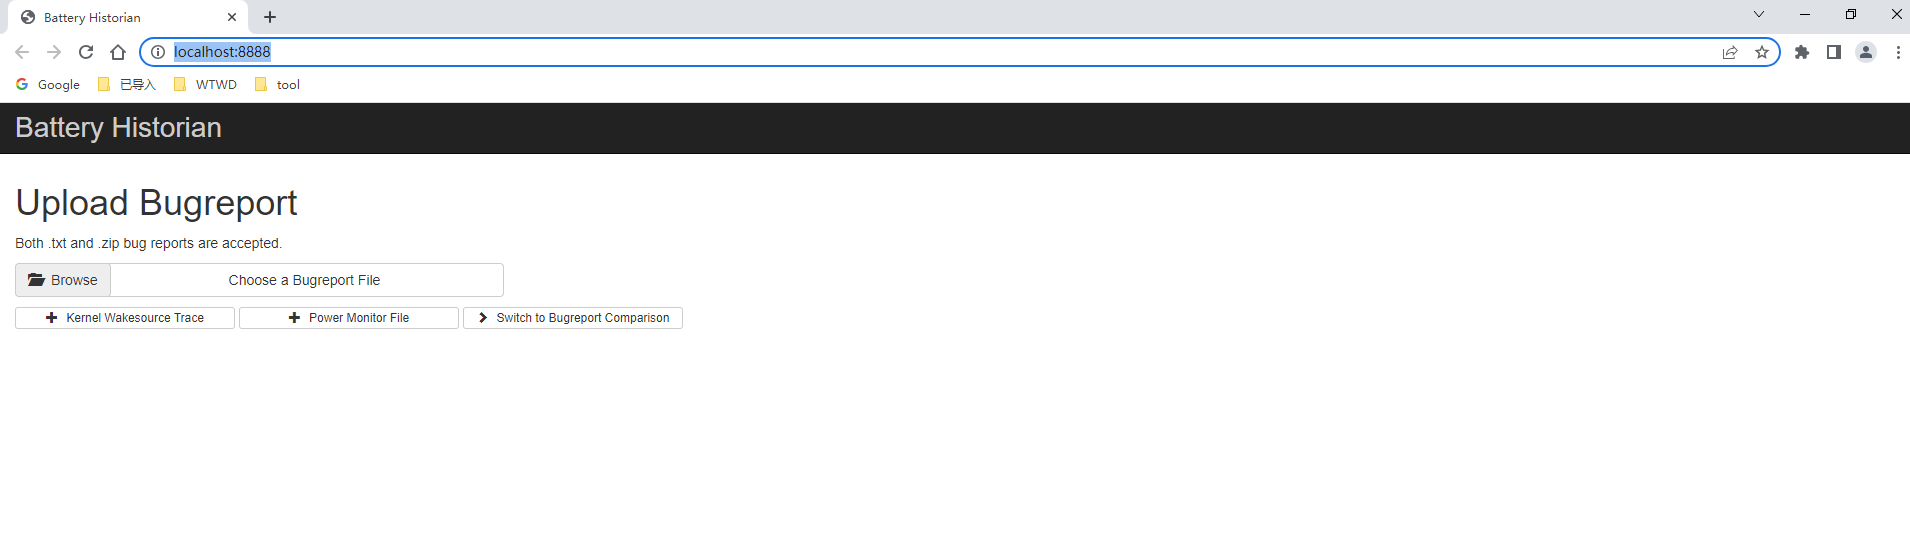 Battery Historian
localhost:8888
Google 已导入 WTWD tool
Battery Historian
Upload Bugreport
Both .txt and .zip bug reports are accepted.
Browse Choose a Bugreport File
Kernel Wakesource Trace Power Monitor File Switch to Bugreport Comparison